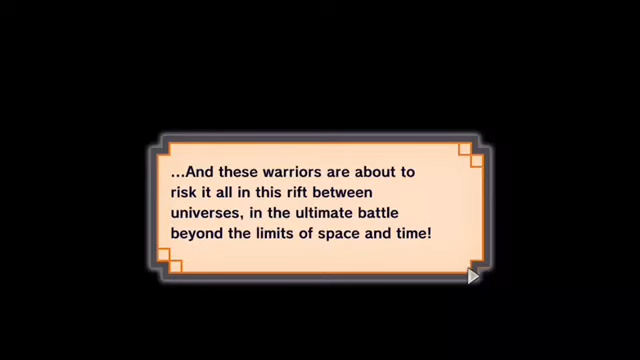 ...And these warriors are about to
risk it all in this rift between
universes, in the ultimate battle
beyond the limits of space and time!